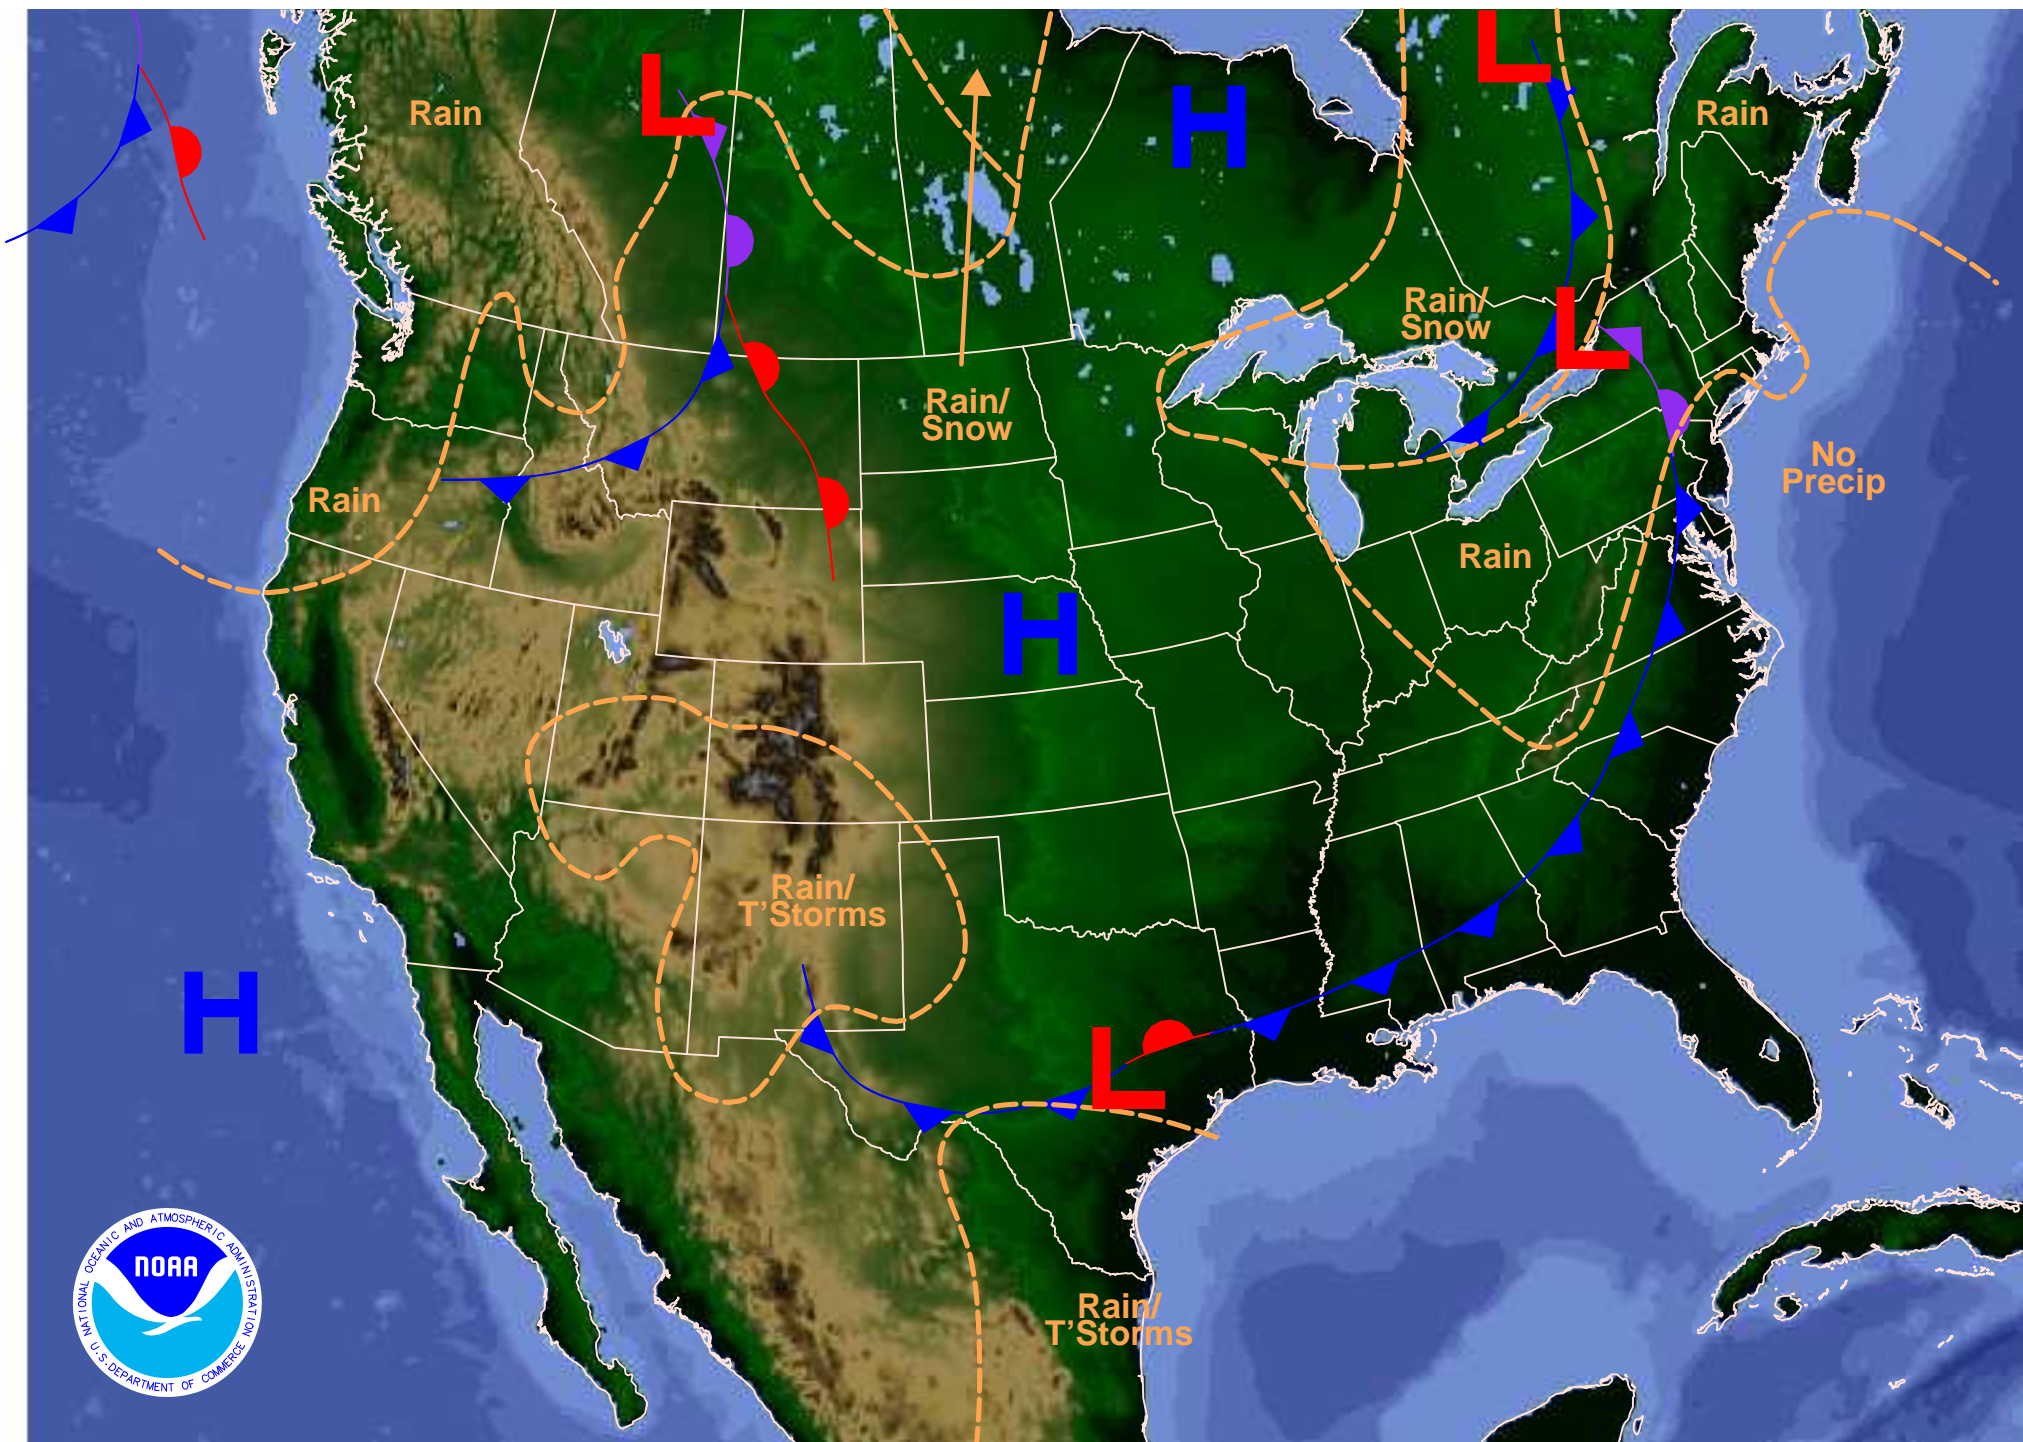 L
L
Rain
H
Rain
L
Rain/
Snow
Rain/
Snow
No
Precip
Rain
Rain
H
Rain/
T'Storms
H
L
NATIONAL OCEANIC AND ATMOSPHERIC ADMINISTRATION
NOAA
U.S. DEPARTMENT OF COMMERCE
Rain/
T'Storms